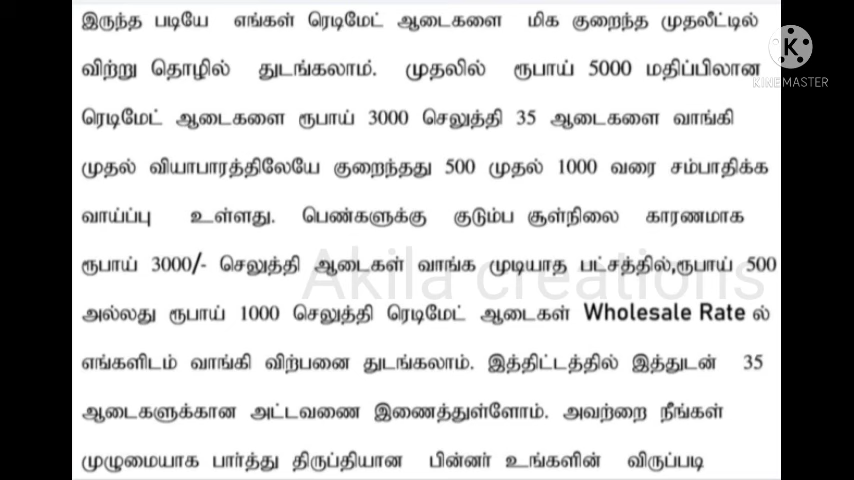 இருந்த படியே எங்கள் ரெடிமேட் ஆடைகளை மிக குறைந்த முதலீட்டில்
விற்று தொழில் துடங்கலாம். முதலில் ரூபாய் 5000 மதிப்பிலான
ரெடிமேட் ஆடைகளை ரூபாய் 3000 செலுத்தி 35 ஆடைகளை வாங்கி
முதல் வியாபாரத்திலேயே குறைந்தது 500 முதல் 1000 வரை சம்பாதிக்க
வாய்ப்பு உள்ளது. பெண்களுக்கு குடும்ப சூள்நிலை காரணமாக
ரூபாய் 3000/- செலுத்தி ஆடைகள் வாங்க முடியாத பட்சத்தில்,ரூபாய் 500
அல்லது ரூபாய் 1000 செலுத்தி ரெடிமேட் ஆடைகள் Wholesale Rate ல்
எங்களிடம் வாங்கி விற்பனை துடங்கலாம். இத்திட்டத்தில் இத்துடன் 35
ஆடைகளுக்கான அட்டவணை இணைத்துள்ளோம். அவற்றை நீங்கள்
முழுமையாக பார்த்து திருப்தியான பின்னர் உங்களின் விருப்படி
Akila creations
K
KINEMASTER